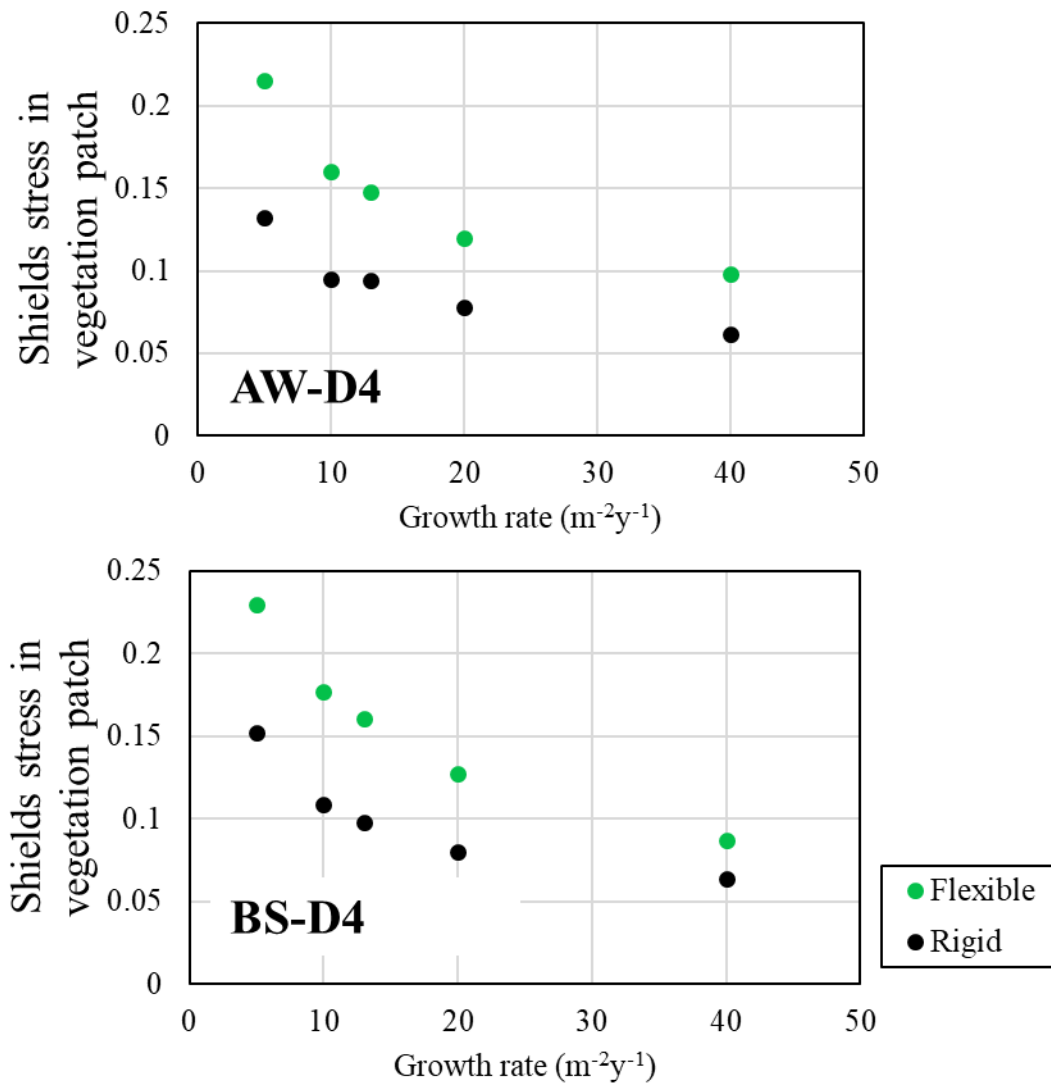 0.25
0.2
0.15
0.1
0.05
0
Shields stress in
vegetation patch
AW-D4
0 10 20 30 40 50
Growth rate (m⁻²y⁻¹)
0.25
0.2
0.15
0.1
0.05
0
Shields stress in
vegetation patch
BS-D4
0 10 20 30 40 50
Growth rate (m⁻²y⁻¹)
Flexible
Rigid